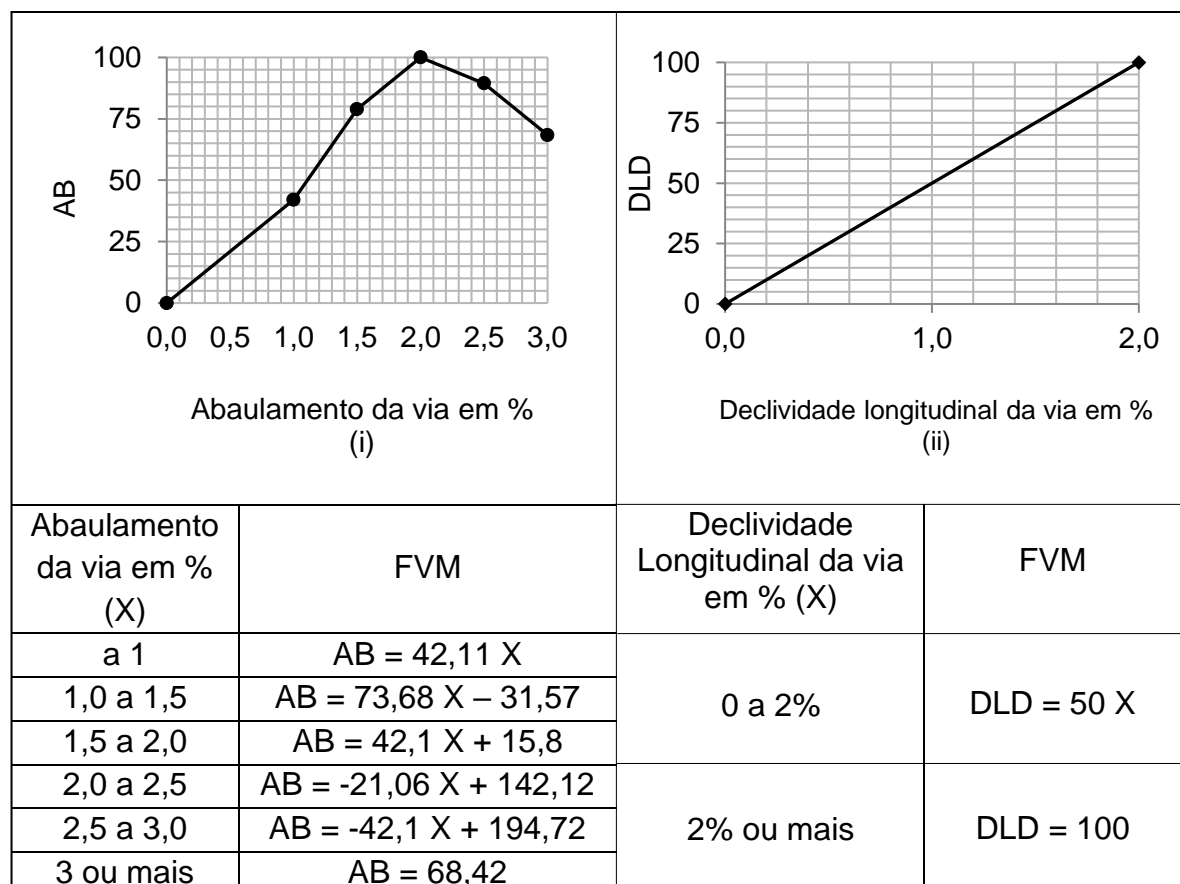 100
75
50
25
0
AB
0,0 0,5 1,0 1,5 2,0 2,5 3,0
Abaulamento da via em %
(i)
100
75
50
25
0
DLD
0,0 1,0 2,0
Declividade longitudinal da via em %
(ii)
Abaulamento
da via em %
(X)
FVM
a 1
AB = 42,11 X
1,0 a 1,5
AB = 73,68 X – 31,57
1,5 a 2,0
AB = 42,1 X + 15,8
2,0 a 2,5
AB = -21,06 X + 142,12
2,5 a 3,0
AB = -42,1 X + 194,72
3 ou mais
AB = 68,42
Declividade
Longitudinal da via
em % (X)
FVM
0 a 2%
DLD = 50 X
2% ou mais
DLD = 100